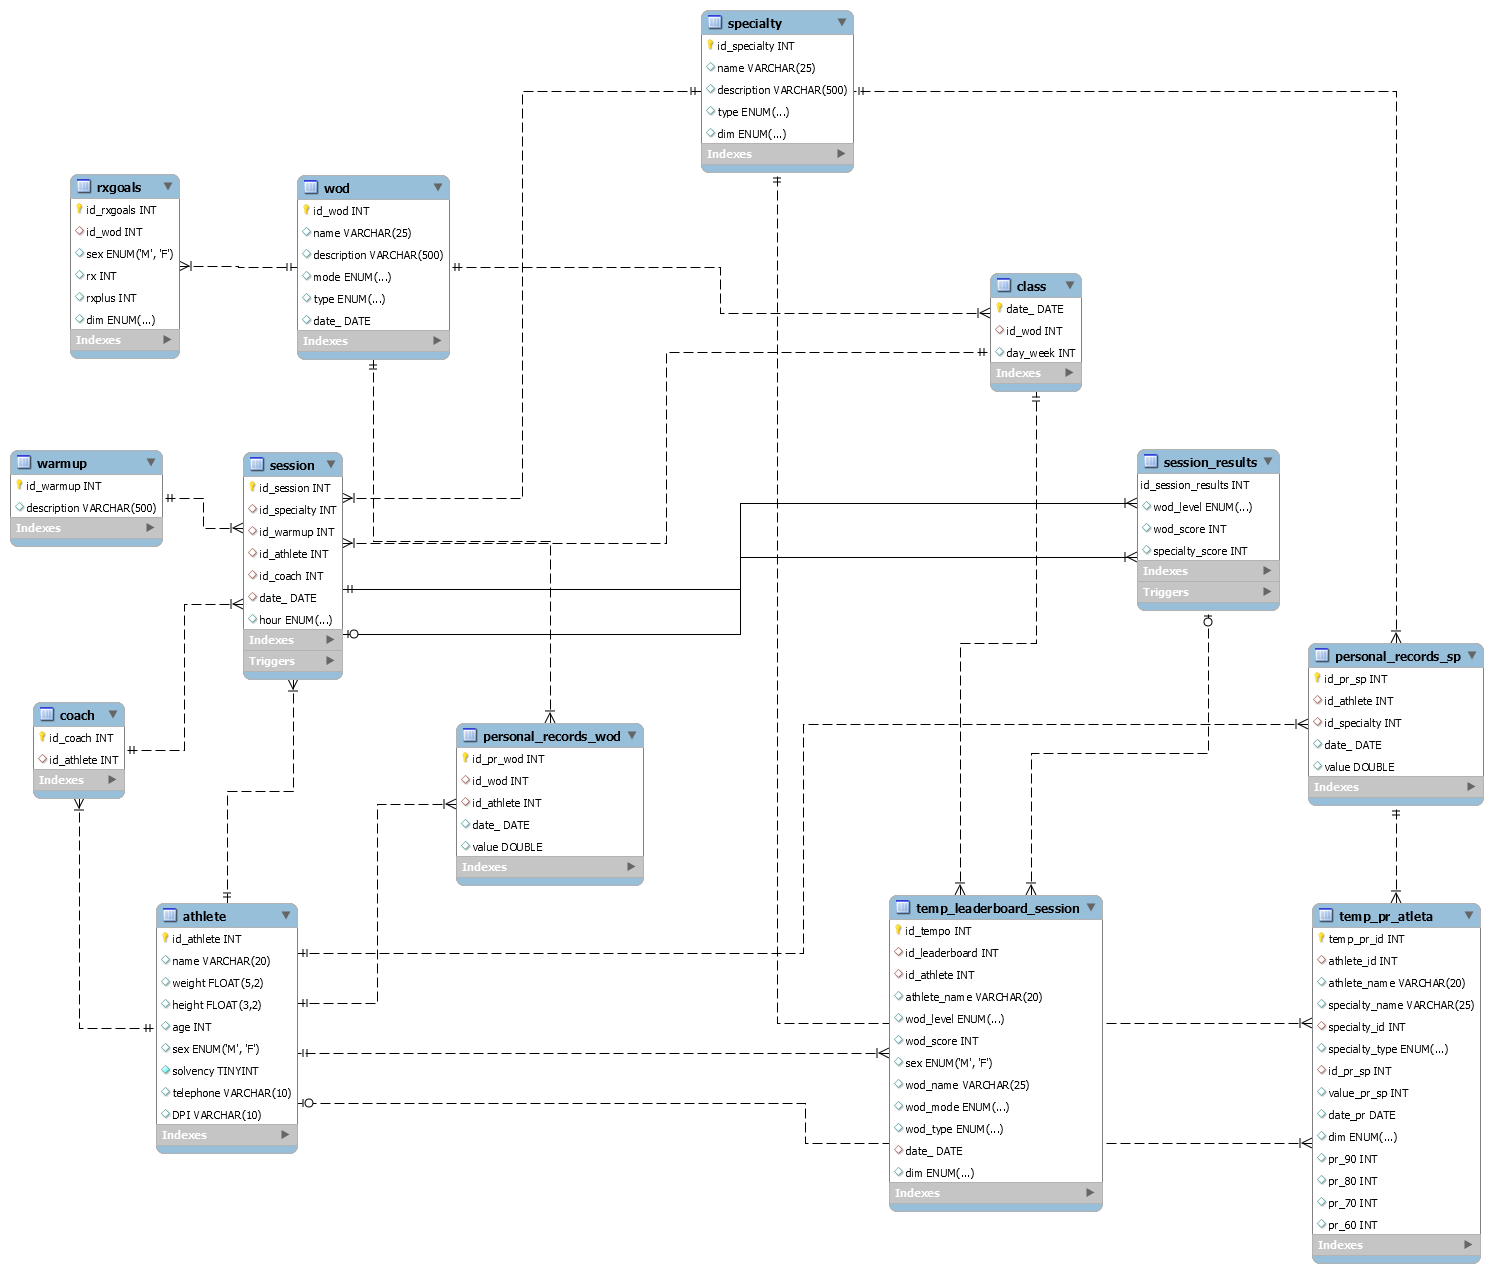 specialty
id_specialty INT
name VARCHAR(25)
description VARCHAR(500)
type ENUM(...)
dim ENUM(...)
Indexes
rxgoals
id_rxgoals INT
id_wod INT
sex ENUM('M', 'F')
rx INT
rxplus INT
dim ENUM(...)
Indexes
wod
id_wod INT
name VARCHAR(25)
description VARCHAR(500)
mode ENUM(...)
type ENUM(...)
date_ DATE
Indexes
class
date_ DATE
id_wod INT
day_week INT
Indexes
warmup
id_warmup INT
description VARCHAR(500)
Indexes
session
id_session INT
id_specialty INT
id_warmup INT
id_athlete INT
id_coach INT
date_ DATE
hour ENUM(...)
Indexes
Triggers
session_results
id_session_results INT
wod_level ENUM(...)
wod_score INT
specialty_score INT
Indexes
Triggers
personal_records_sp
id_pr_sp INT
id_athlete INT
id_specialty INT
date_ DATE
value DOUBLE
Indexes
coach
id_coach INT
id_athlete INT
Indexes
personal_records_wod
id_pr_wod INT
id_wod INT
id_athlete INT
date_ DATE
value DOUBLE
Indexes
athlete
id_athlete INT
name VARCHAR(20)
weight FLOAT(5,2)
height FLOAT(3,2)
age INT
sex ENUM('M', 'F')
solvency TINYINT
telephone VARCHAR(10)
DPI VARCHAR(10)
Indexes
temp_leaderboard_session
id_tempo INT
id_leaderboard INT
id_athlete INT
athlete_name VARCHAR(20)
wod_level ENUM(...)
wod_score INT
sex ENUM('M', 'F')
wod_name VARCHAR(25)
wod_mode ENUM(...)
wod_type ENUM(...)
date_ DATE
dim ENUM(...)
Indexes
temp_pr_atleta
temp_pr_id INT
athlete_id INT
athlete_name VARCHAR(20)
specialty_name VARCHAR(25)
specialty_id INT
specialty_type ENUM(...)
id_pr_sp INT
value_pr_sp INT
date_pr DATE
dim ENUM(...)
pr_90 INT
pr_80 INT
pr_70 INT
pr_60 INT
Indexes